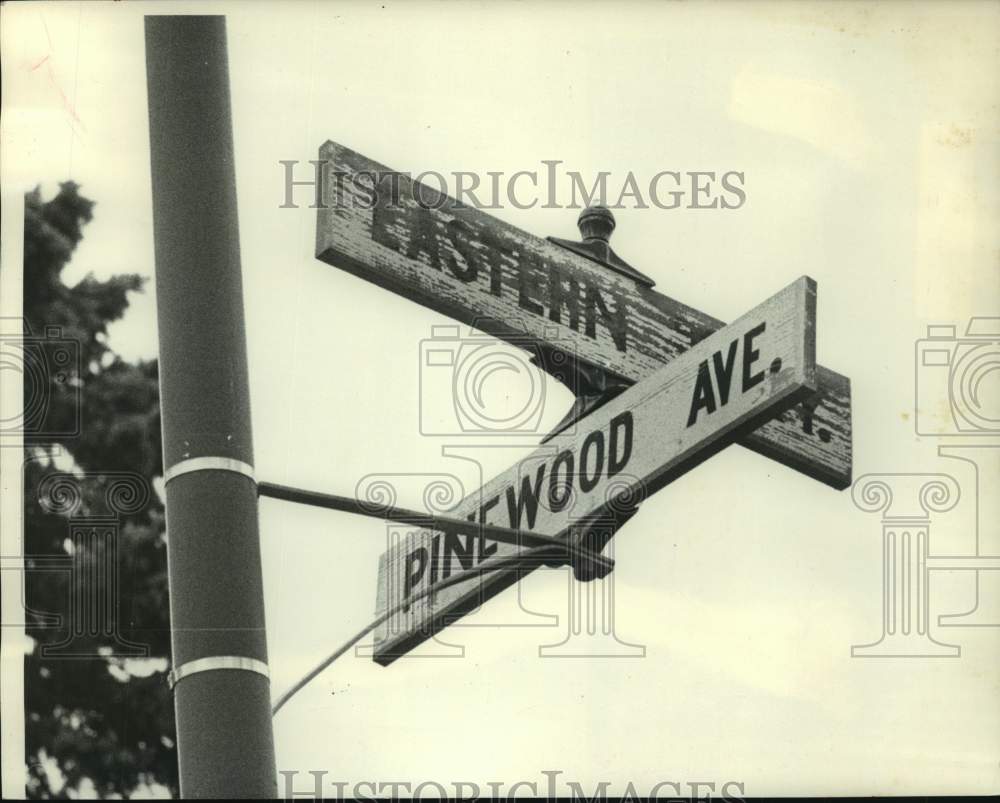 HISTORICIMAGES
EASTERN
Y.
PINEWOOD AVE.
HISTORICIMAGES